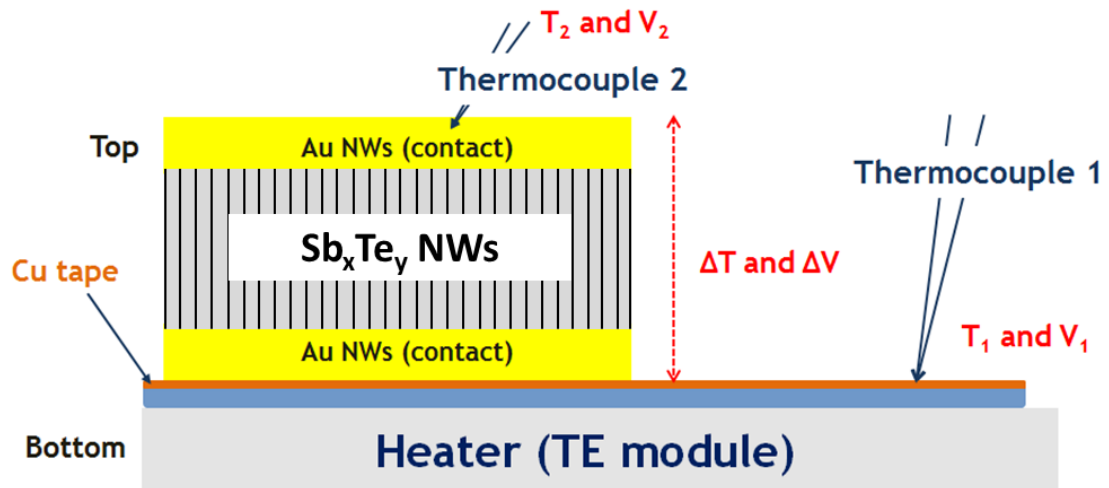 T₂ and V₂
Thermocouple 2
Top
Au NWs (contact)
Thermocouple 1
SbₓTeᵧ NWs
Cu tape
ΔT and ΔV
T₁ and V₁
Au NWs (contact)
Bottom
Heater (TE module)